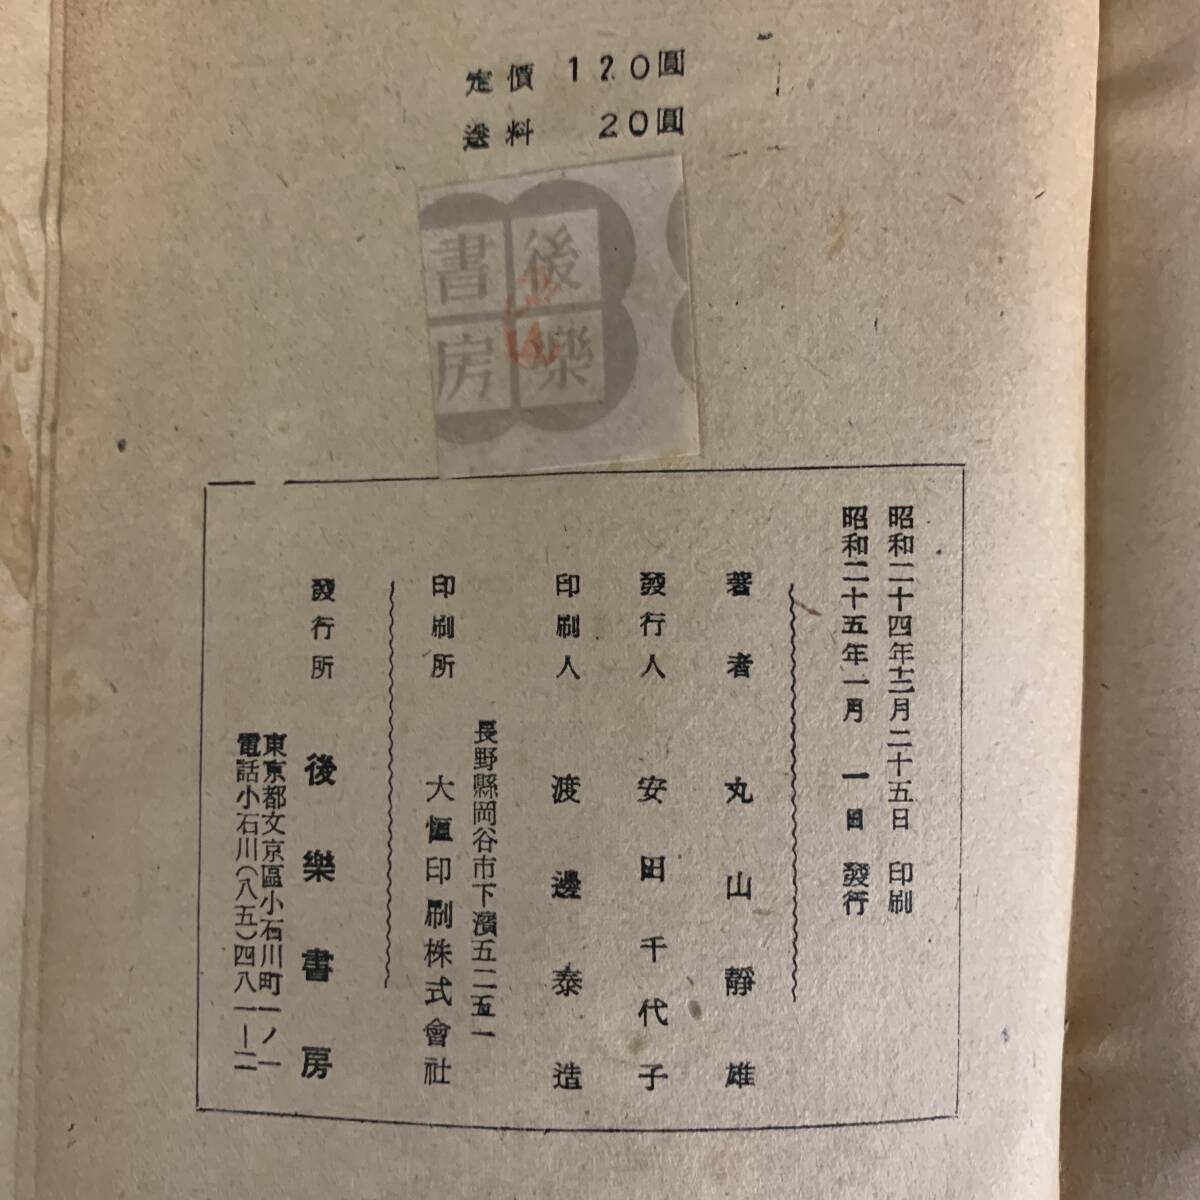 定價 120圓
送料 20圓
後樂
書房
昭和二十四年十二月二十五日 印刷
昭和二十五年一月 一日 發行
著者 丸山靜雄
發行人 安田千代子
印刷人 渡邊泰造
長野縣岡谷市下濱五二五一
印刷所 大恒印刷株式會社
發行所 後樂書房
東京都文京區小石川町一ノ一
電話小石川(八五)四八一一二